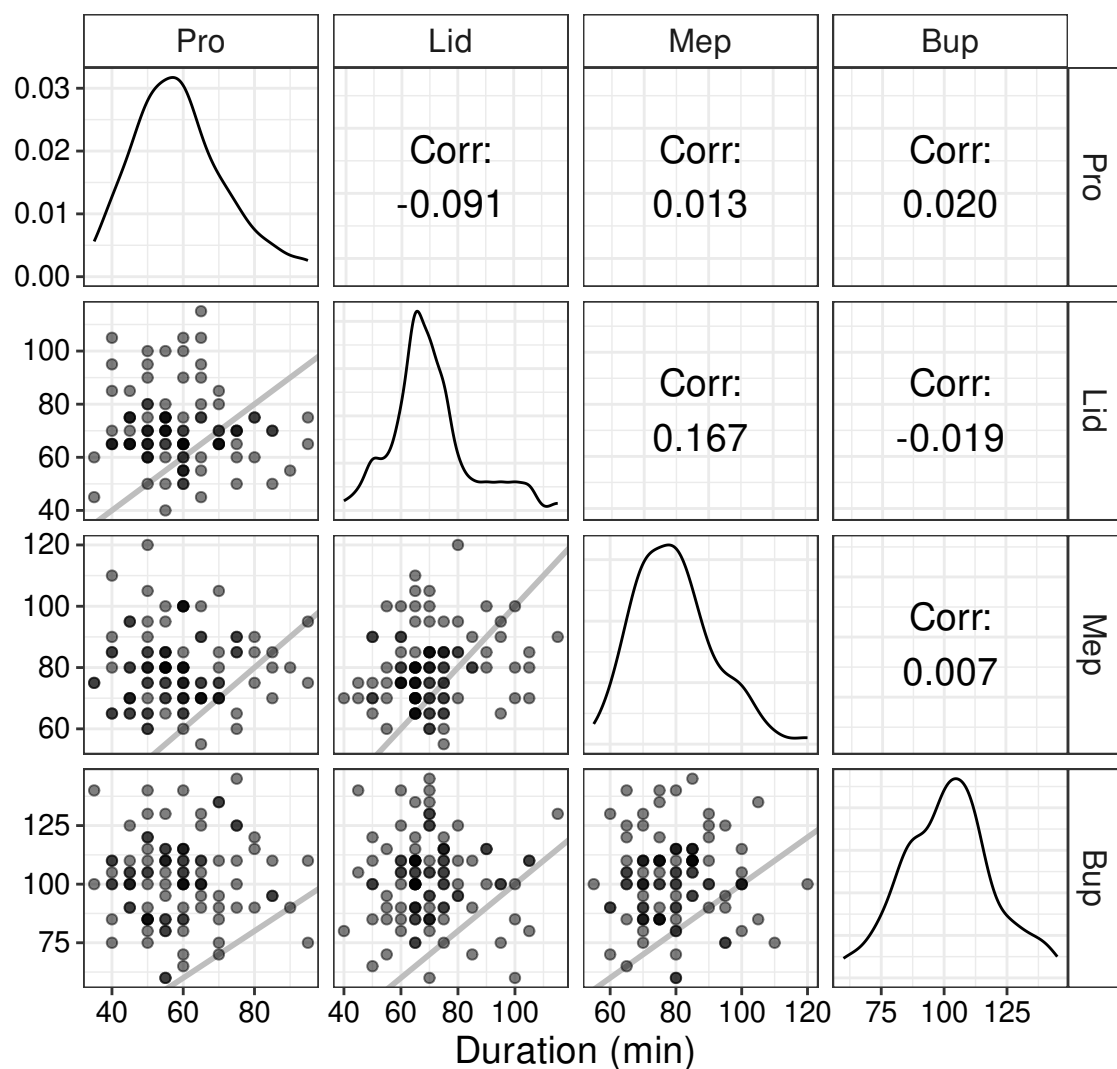 Pro Lid Mep Bup
0.03
0.02
0.01
0.00
Corr:
-0.091
Corr:
0.013
Corr:
0.020
Pro
100
80
60
40
Corr:
0.167
Corr:
-0.019
Lid
120
100
80
60
Corr:
0.007
Mep
125
100
75
Bup
40 60 80 40 60 80 100 60 80 100 120 75 100 125
Duration (min)